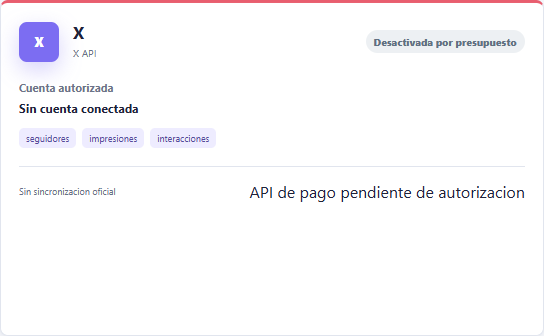 X
X
X API
Desactivada por presupuesto
Cuenta autorizada
Sin cuenta conectada
seguidores
impresiones
interacciones
Sin sincronizacion oficial
API de pago pendiente de autorizacion